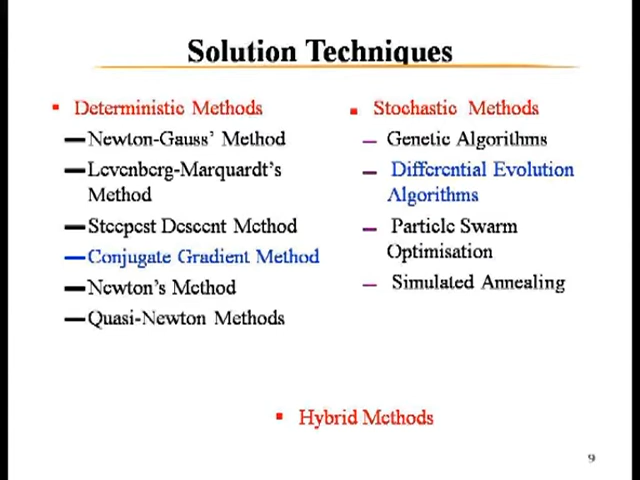 Solution Techniques
Deterministic Methods
Newton-Gauss' Method
Levenberg-Marquardt's
Method
Steepest Descent Method
Conjugate Gradient Method
Newton's Method
Quasi-Newton Methods
Stochastic Methods
Genetic Algorithms
Differential Evolution
Algorithms
Particle Swarm
Optimisation
Simulated Annealing
Hybrid Methods
9